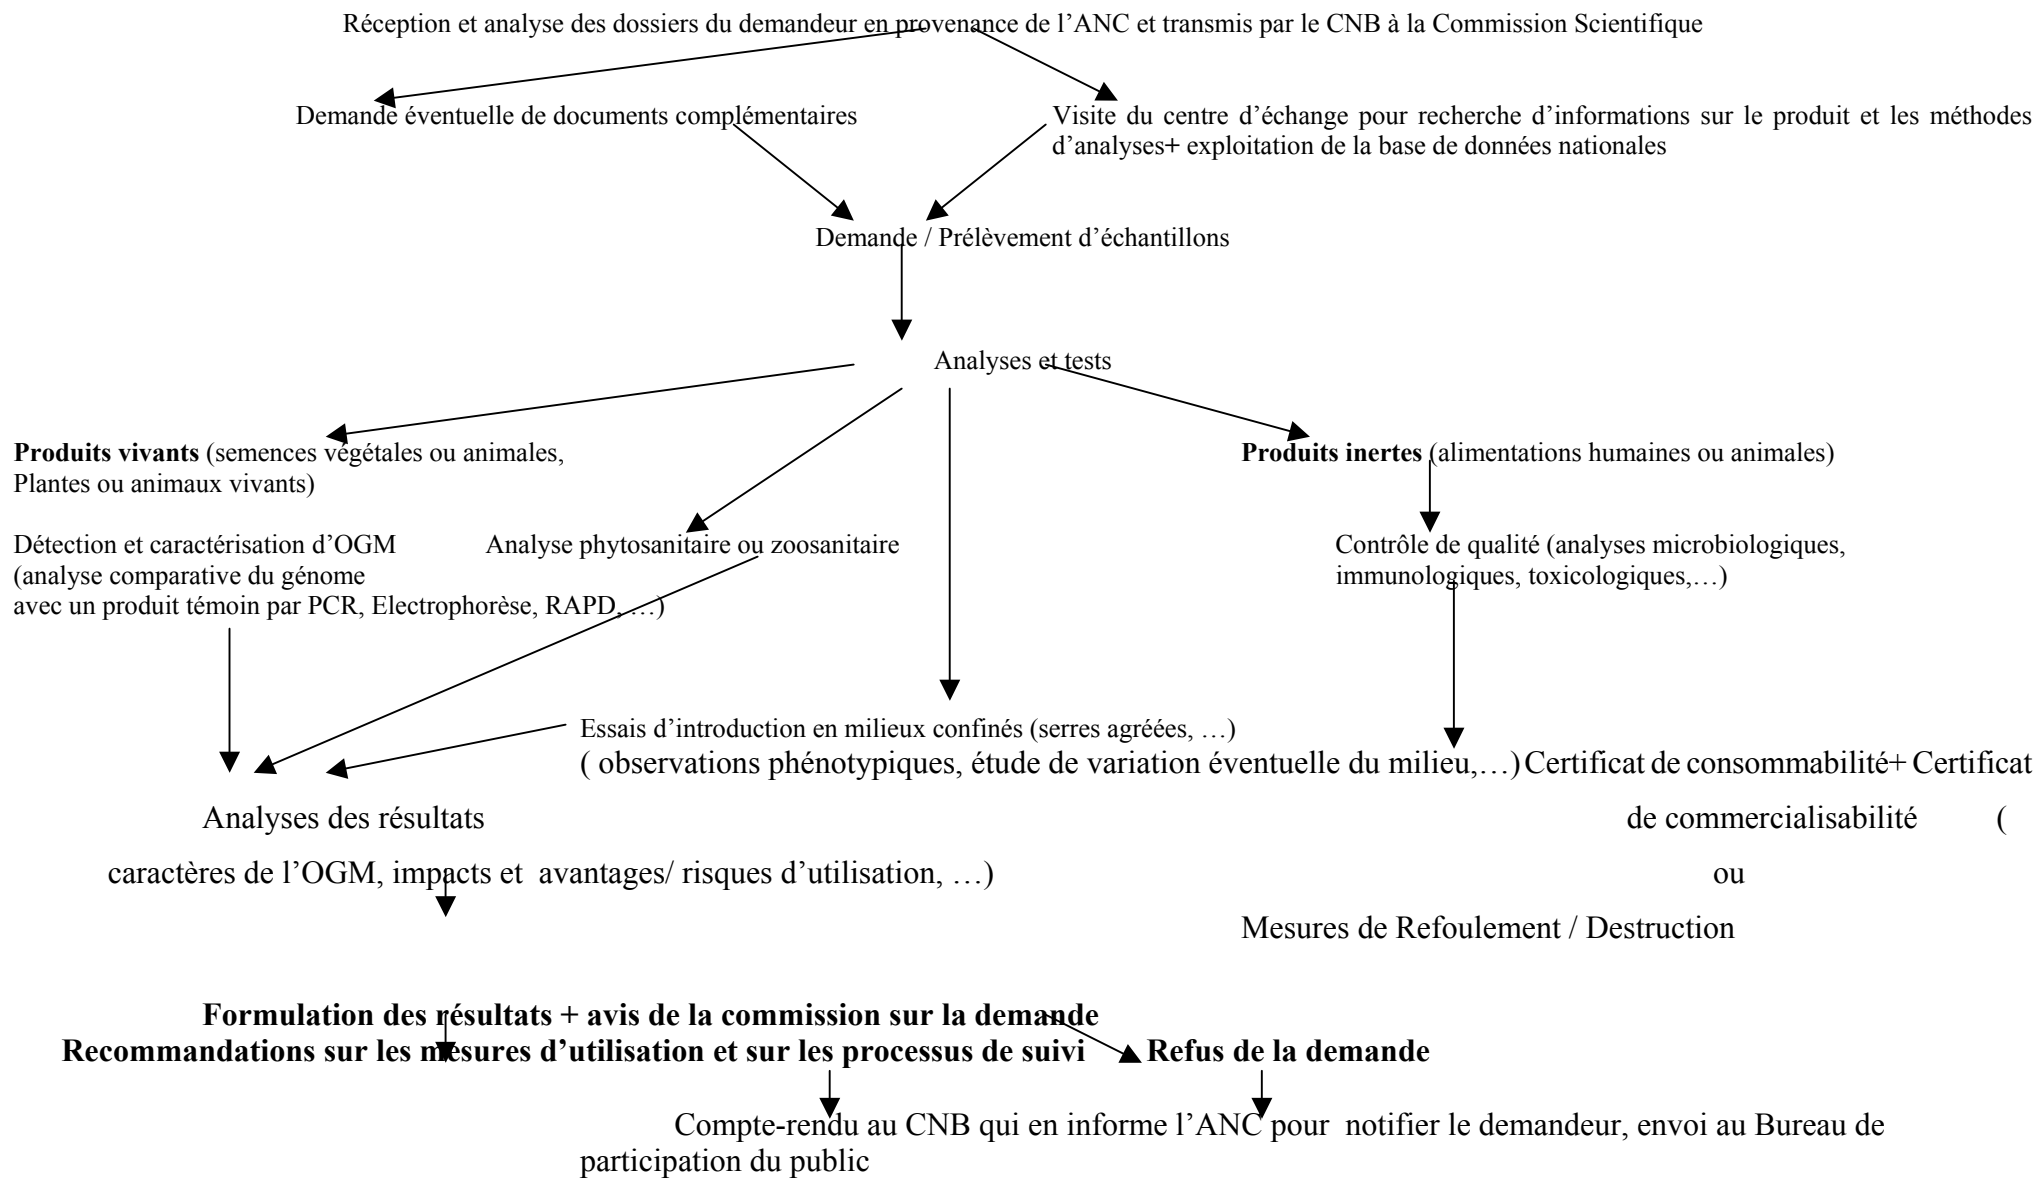 Réception et analyse des dossiers du demandeur en provenance de l’ANC et transmis par le CNB à la Commission Scientifique
Demande éventuelle de documents complémentaires
Visite du centre d’échange pour recherche d’informations sur le produit et les méthodes
d’analyses+ exploitation de la base de données nationales
Demande / Prélèvement d’échantillons
Analyses et tests
Produits vivants (semences végétales ou animales,
Plantes ou animaux vivants)
Produits inertes (alimentations humaines ou animales)
Détection et caractérisation d’OGM
(analyse comparative du génome
avec un produit témoin par PCR, Electrophorèse, RAPD, …)
Analyse phytosanitaire ou zoosanitaire
Contrôle de qualité (analyses microbiologiques,
immunologiques, toxicologiques,…)
Essais d’introduction en milieux confinés (serres agréées, …)
( observations phénotypiques, étude de variation éventuelle du milieu,…) Certificat de consommabilité+ Certificat
Analyses des résultats
de commercialisabilité (
caractères de l’OGM, impacts et avantages/ risques d’utilisation, …)
ou
Mesures de Refoulement / Destruction
Formulation des résultats + avis de la commission sur la demande
Recommandations sur les mesures d’utilisation et sur les processus de suivi
Refus de la demande
Compte-rendu au CNB qui en informe l’ANC pour notifier le demandeur, envoi au Bureau de
participation du public